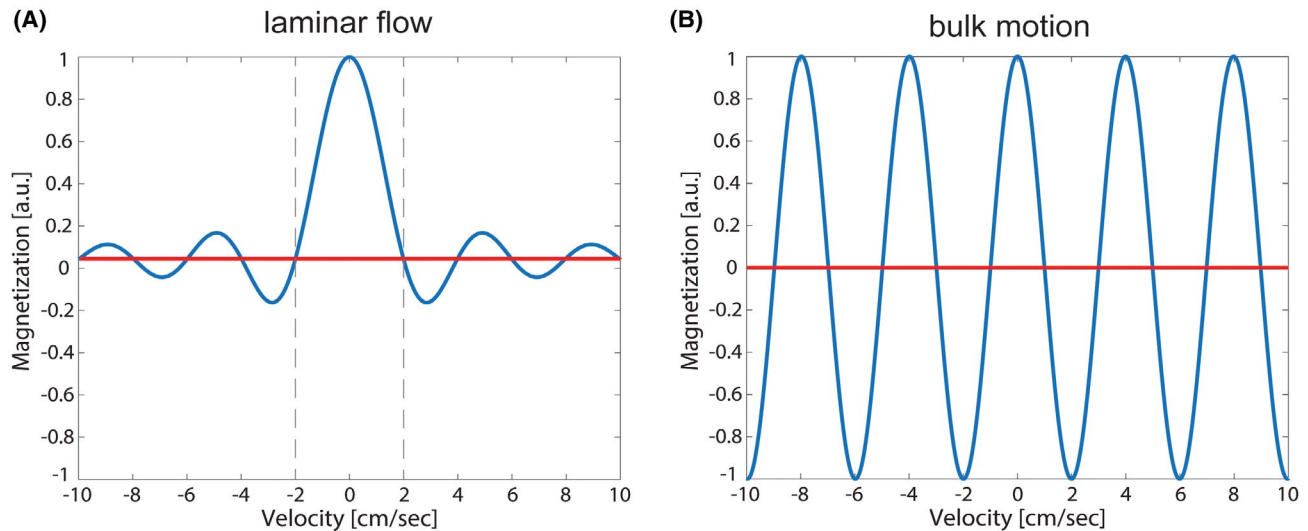 (A) laminar flow
1
0.8
0.6
0.4
0.2
0
-0.2
-0.4
-0.6
-0.8
-1
Magnetization [a.u.]
-10 -8 -6 -4 -2 0 2 4 6 8 10
Velocity [cm/sec]
(B) bulk motion
1
0.8
0.6
0.4
0.2
0
-0.2
-0.4
-0.6
-0.8
-1
Magnetization [a.u.]
-10 -8 -6 -4 -2 0 2 4 6 8 10
Velocity [cm/sec]